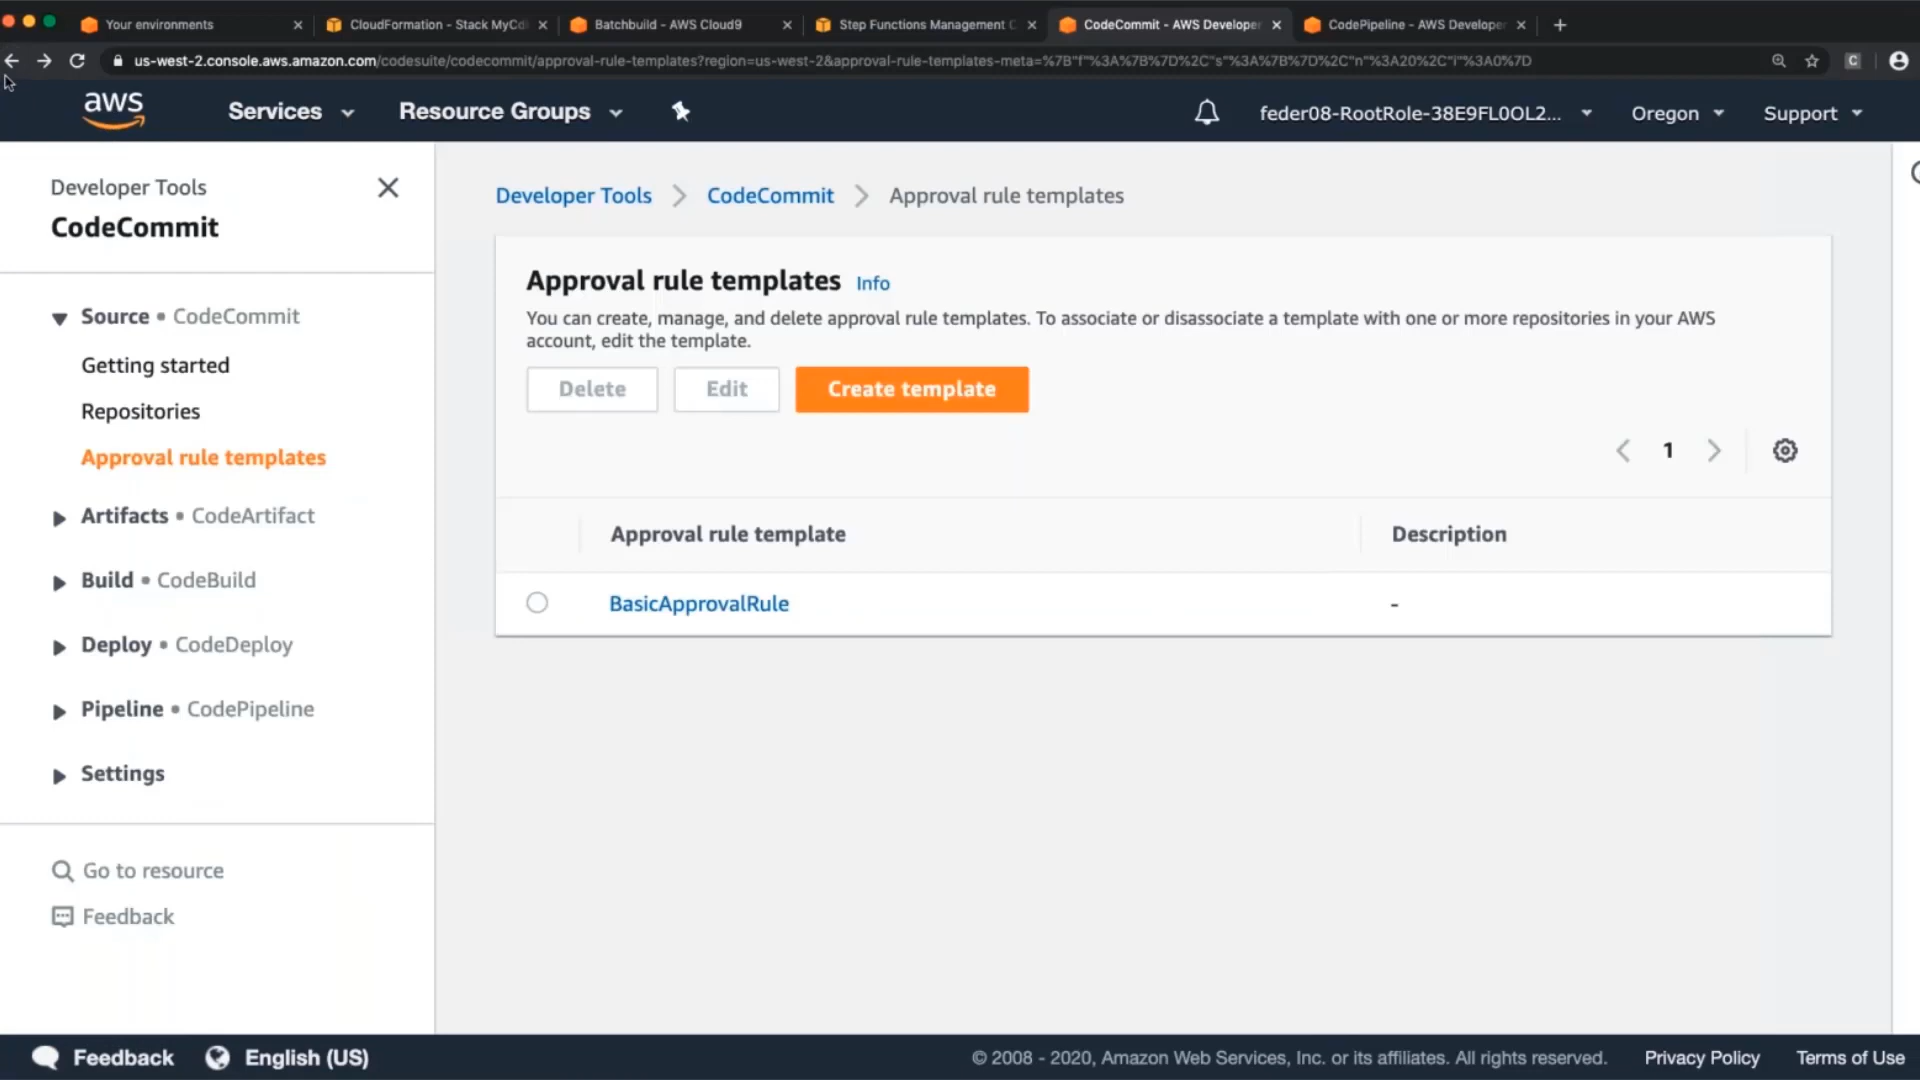 Your environments
CloudFormation - Stack MyCd
Batchbuild - AWS Cloud9
Step Functions Management C
CodeCommit - AWS Developer
CodePipeline - AWS Developer
us-west-2.console.aws.amazon.com/codesuite/codecommit/approval-rule-templates?region=us-west-2&approval-rule-templates-meta=%7B"f"%3A%7B%7D%2C"s"%3A%7B%7D%2C"n"%3A20%2C"i"%3A0%7D
C
aws
Services
Resource Groups
feder08-RootRole-38E9FL0OL2...
Oregon
Support
Developer Tools
CodeCommit
Source • CodeCommit
Getting started
Repositories
Approval rule templates
Artifacts • CodeArtifact
Build • CodeBuild
Deploy • CodeDeploy
Pipeline • CodePipeline
Settings
Go to resource
Feedback
Developer Tools
CodeCommit
Approval rule templates
Approval rule templates Info
You can create, manage, and delete approval rule templates. To associate or disassociate a template with one or more repositories in your AWS
account, edit the template.
Delete
Edit
Create template
1
Approval rule template
Description
BasicApprovalRule
-
Feedback
English (US)
© 2008 - 2020, Amazon Web Services, Inc. or its affiliates. All rights reserved.
Privacy Policy
Terms of Use